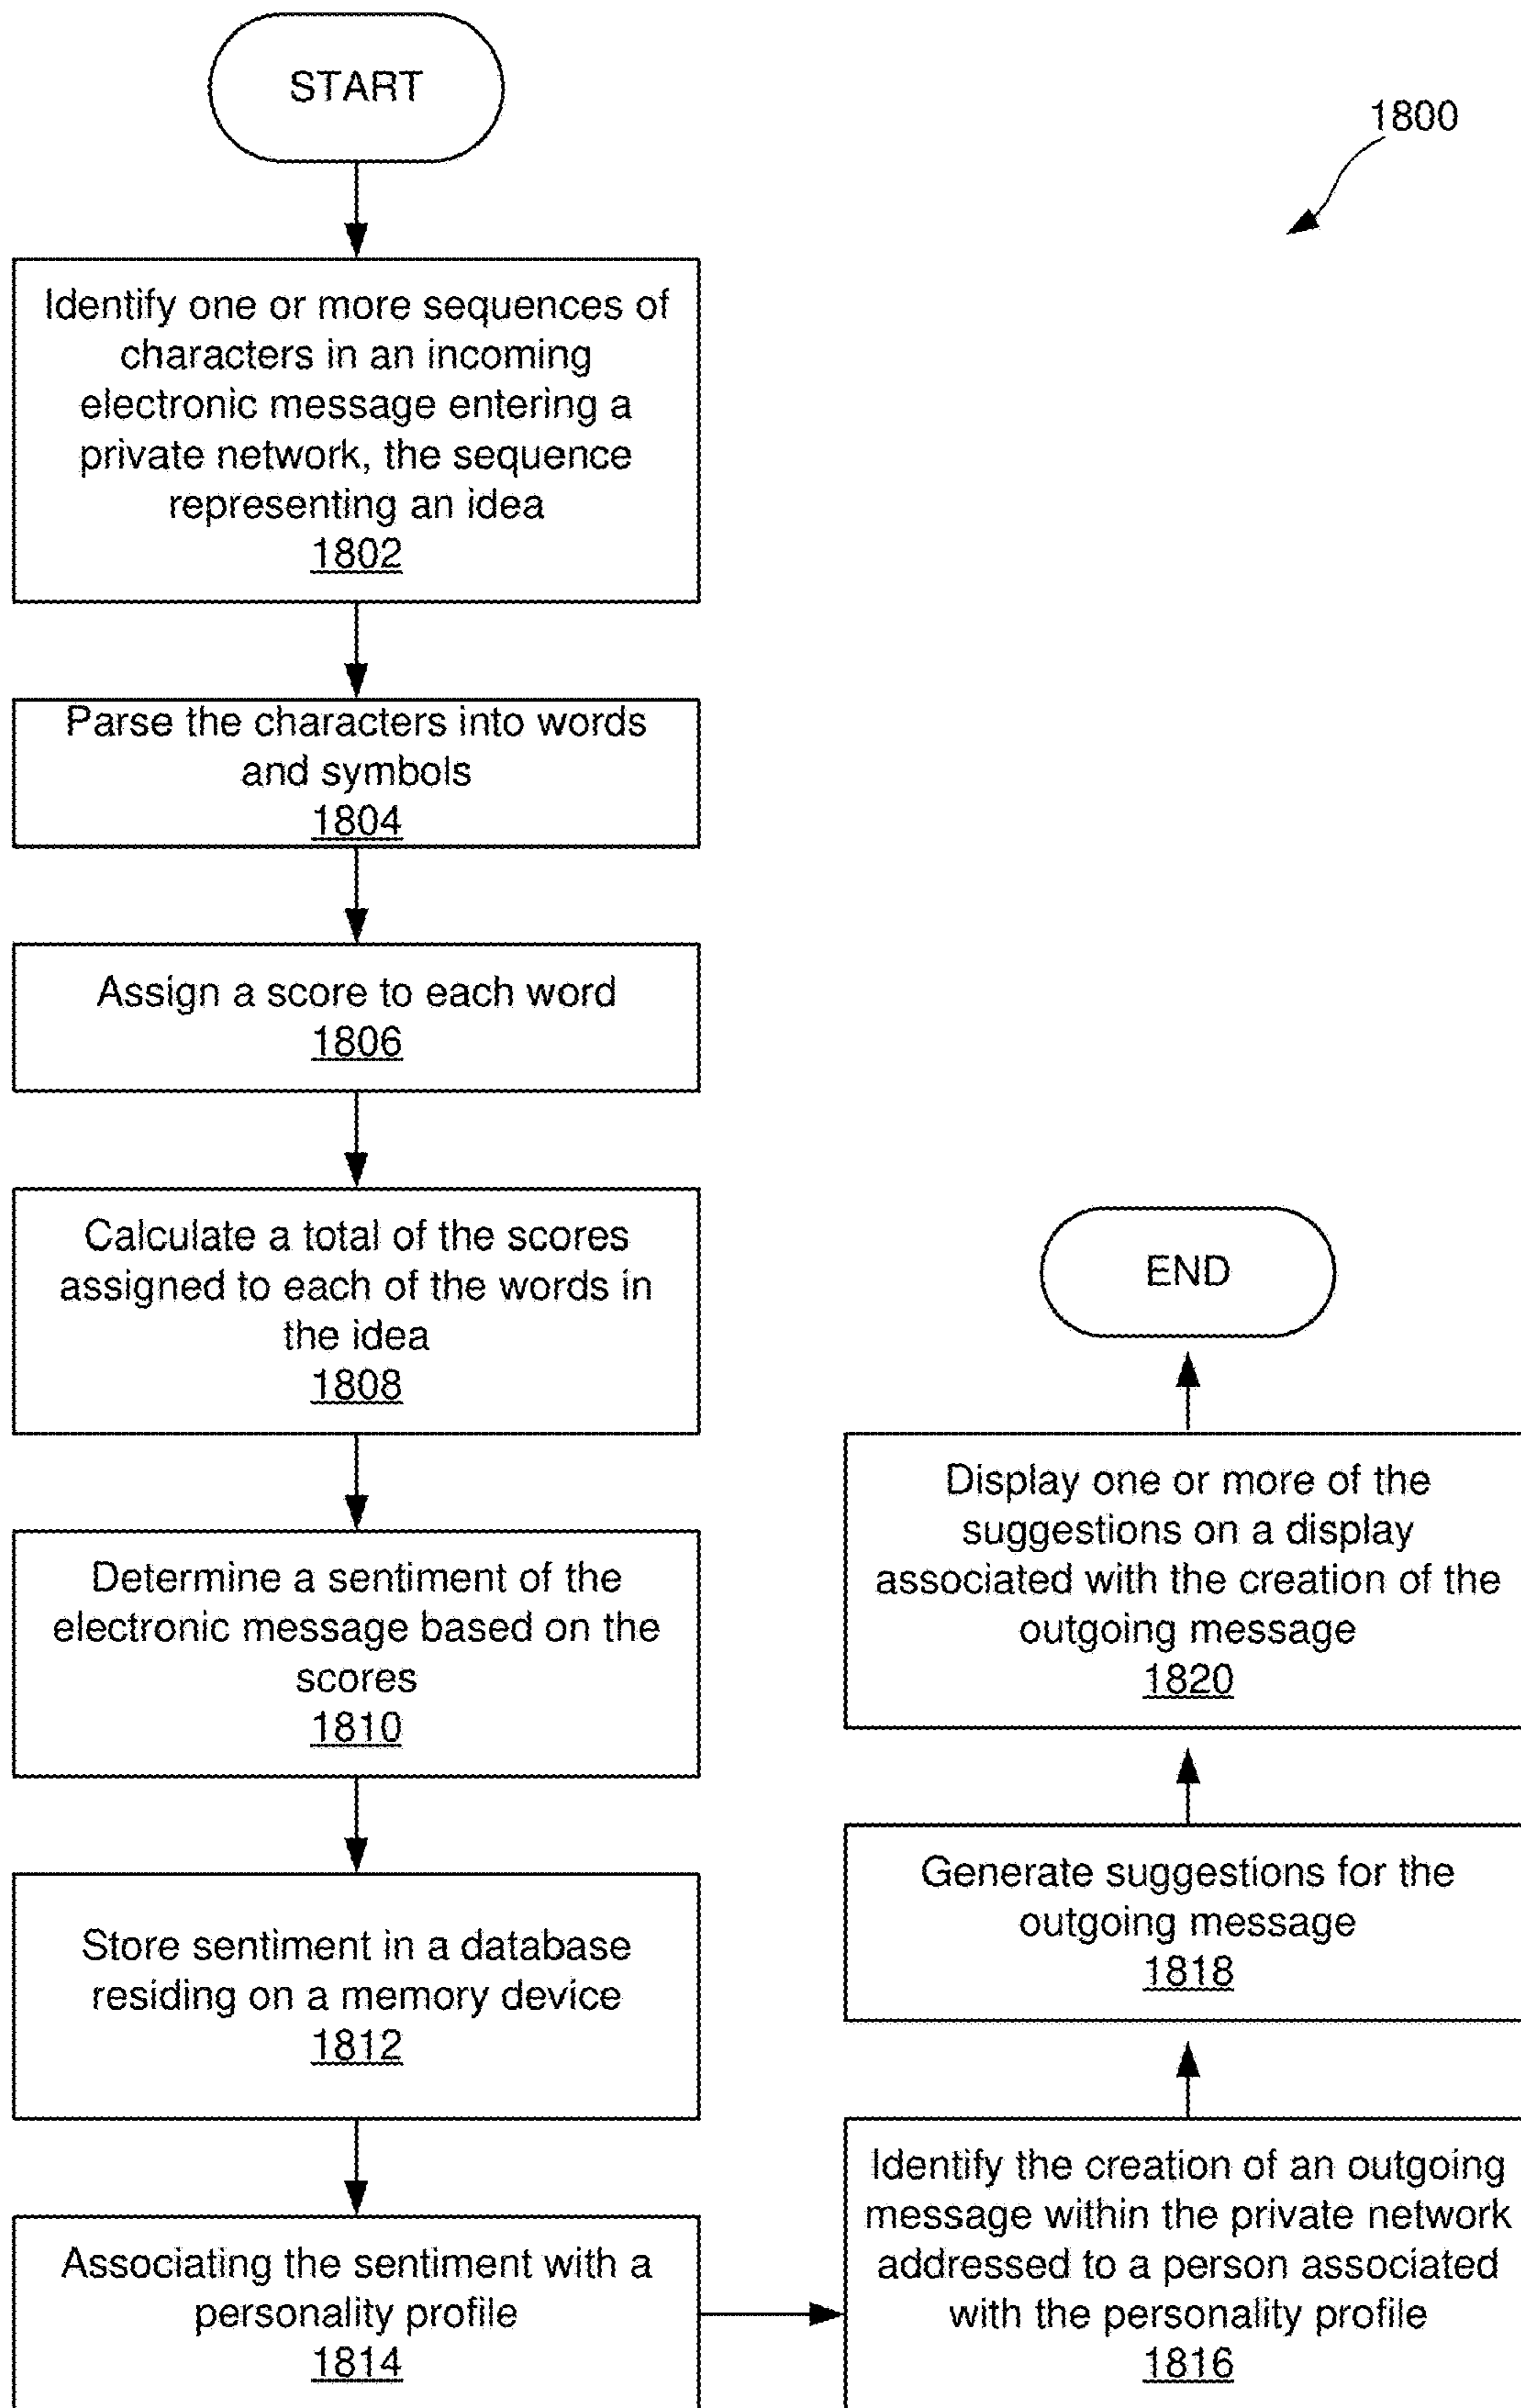 START
1800
Identify one or more sequences of
characters in an incoming
electronic message entering a
private network, the sequence
representing an idea
1802
Parse the characters into words
and symbols
1804
Assign a score to each word
1806
Calculate a total of the scores
assigned to each of the words in
the idea
1808
Determine a sentiment of the
electronic message based on the
scores
1810
Store sentiment in a database
residing on a memory device
1812
Associating the sentiment with a
personality profile
1814
Identify the creation of an outgoing
message within the private network
addressed to a person associated
with the personality profile
1816
Generate suggestions for the
outgoing message
1818
Display one or more of the
suggestions on a display
associated with the creation of the
outgoing message
1820
END